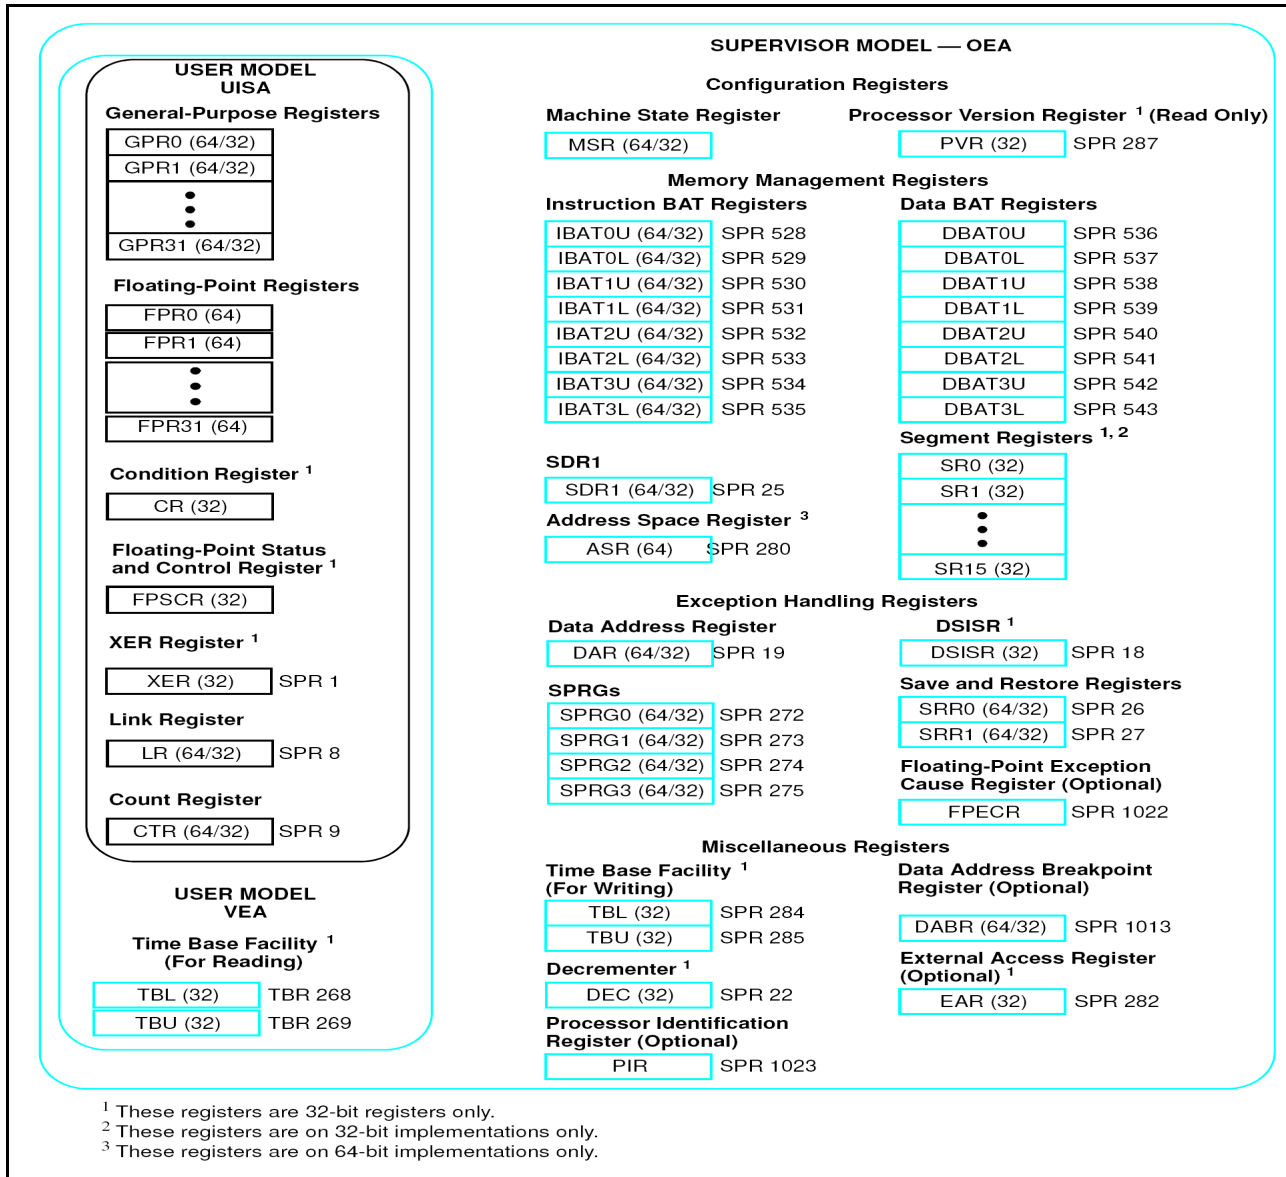 SUPERVISOR MODEL — OEA
USER MODEL
UISA
General-Purpose Registers
GPR0 (64/32)
GPR1 (64/32)
GPR31 (64/32)
Floating-Point Registers
FPR0 (64)
FPR1 (64)
FPR31 (64)
Condition Register 1
CR (32)
Floating-Point Status
and Control Register 1
FPSCR (32)
XER Register 1
XER (32) SPR 1
Link Register
LR (64/32) SPR 8
Count Register
CTR (64/32) SPR 9
USER MODEL
VEA
Time Base Facility 1
(For Reading)
TBL (32) TBR 268
TBU (32) TBR 269
Configuration Registers
Machine State Register
MSR (64/32)
Processor Version Register 1 (Read Only)
PVR (32) SPR 287
Memory Management Registers
Instruction BAT Registers
IBAT0U (64/32) SPR 528
IBAT0L (64/32) SPR 529
IBAT1U (64/32) SPR 530
IBAT1L (64/32) SPR 531
IBAT2U (64/32) SPR 532
IBAT2L (64/32) SPR 533
IBAT3U (64/32) SPR 534
IBAT3L (64/32) SPR 535
Data BAT Registers
DBAT0U SPR 536
DBAT0L SPR 537
DBAT1U SPR 538
DBAT1L SPR 539
DBAT2U SPR 540
DBAT2L SPR 541
DBAT3U SPR 542
DBAT3L SPR 543
SDR1
SDR1 (64/32) SPR 25
Address Space Register 3
ASR (64) SPR 280
Segment Registers 1, 2
SR0 (32)
SR1 (32)
SR15 (32)
Exception Handling Registers
Data Address Register
DAR (64/32) SPR 19
SPRGs
SPRG0 (64/32) SPR 272
SPRG1 (64/32) SPR 273
SPRG2 (64/32) SPR 274
SPRG3 (64/32) SPR 275
DSISR 1
DSISR (32) SPR 18
Save and Restore Registers
SRR0 (64/32) SPR 26
SRR1 (64/32) SPR 27
Floating-Point Exception
Cause Register (Optional)
FPECR SPR 1022
Miscellaneous Registers
Time Base Facility 1
(For Writing)
TBL (32) SPR 284
TBU (32) SPR 285
Decrementer 1
DEC (32) SPR 22
Processor Identification
Register (Optional)
PIR SPR 1023
Data Address Breakpoint
Register (Optional)
DABR (64/32) SPR 1013
External Access Register
(Optional) 1
EAR (32) SPR 282
1 These registers are 32-bit registers only.
2 These registers are on 32-bit implementations only.
3 These registers are on 64-bit implementations only.